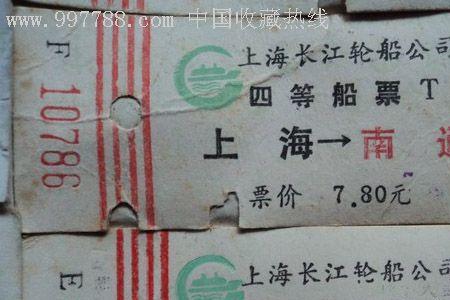 www.997788.com 中国收藏热线
F 10786
上海长江轮船公司
四等船票 T
上海→南通
票价 7.80元
E
上海长江轮船公司